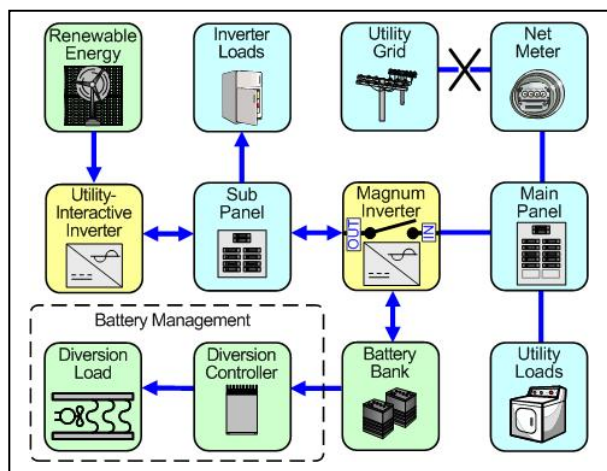 Renewable
Energy
Inverter
Loads
Utility
Grid
Net
Meter
Utility-
Interactive
Inverter
Sub
Panel
Magnum
Inverter
OUT
IN
Main
Panel
Battery Management
Diversion
Load
Diversion
Controller
Battery
Bank
Utility
Loads